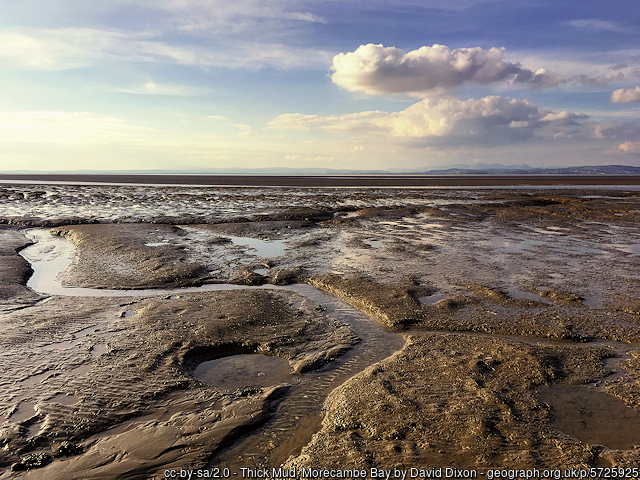 cc-by-sa/2.0 - Thick Mud, Morecambe Bay by David Dixon - geograph.org.uk/p/5725925